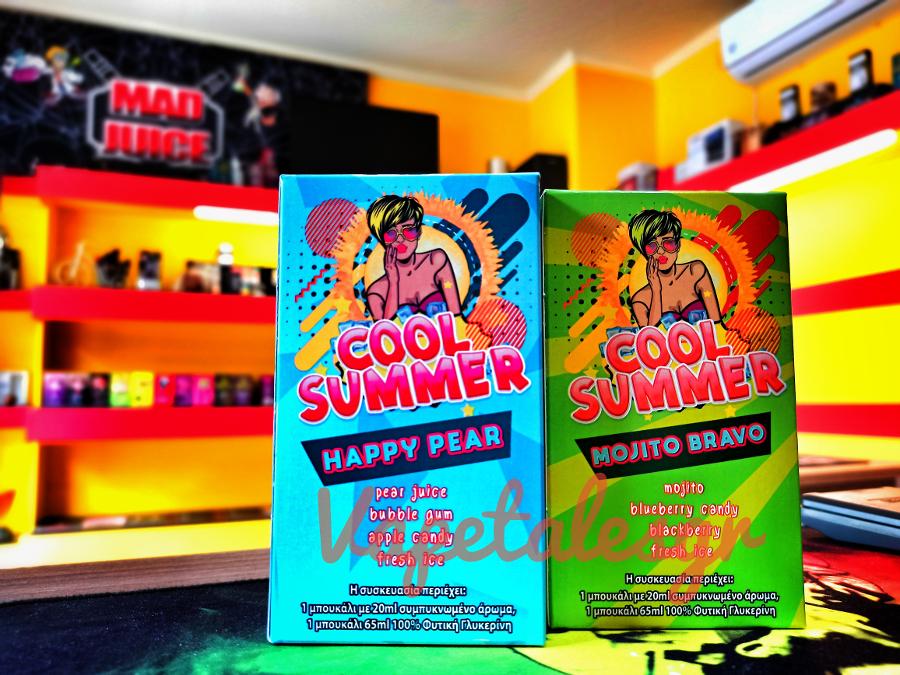 MAD
JUICE
COOL
SUMMER
HAPPY PEAR
pear juice
bubble gum
apple candy
fresh ice
Η συσκευασία περιέχει:
1 μπουκάλι με 20ml συμπυκνωμένο άρωμα,
1 μπουκάλι 65ml 100% Φυτική Γλυκερίνη
COOL
SUMMER
MOJITO BRAVO
mojito
blueberry candy
blackberry
fresh ice
Η συσκευασία περιέχει:
1 μπουκάλι με 20ml συμπυκνωμένο άρωμα,
1 μπουκάλι 65ml 100% Φυτική Γλυκερίνη
Vapetales.gr